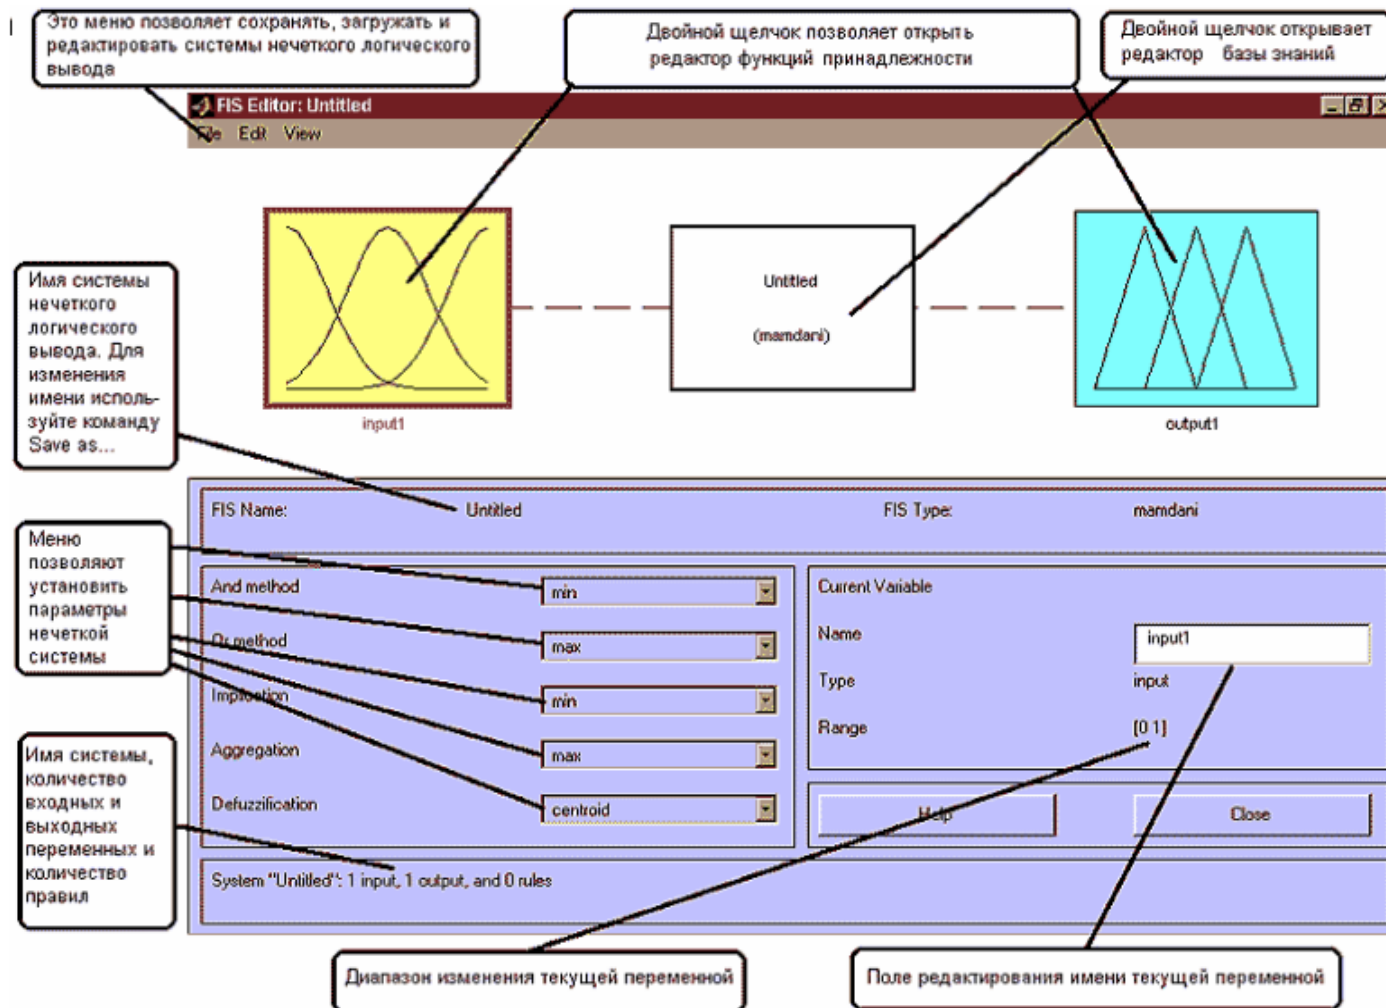 Это меню позволяет сохранять, загружать и
редактировать системы нечеткого логического
вывода
Двойной щелчок позволяет открыть
редактор функций принадлежности
Двойной щелчок открывает
редактор базы знаний
FIS Editor: Untitled
File Edit View
Имя системы
нечеткого
логического
вывода. Для
изменения
имени исполь-
зуйте команду
Save as...
input1
Untitled
(mamdani)
output1
FIS Name: Untitled FIS Type: mamdani
Меню
позволяют
установить
параметры
нечеткой
системы
And method min
Or method max
Implication min
Aggregation max
Defuzzification centroid
Current Variable
Name input1
Type input
Range [0 1]
Help Close
Имя системы,
количество
входных и
выходных
переменных и
количество
правил
System "Untitled": 1 input, 1 output, and 0 rules
Диапазон изменения текущей переменной
Поле редактирования имени текущей переменной